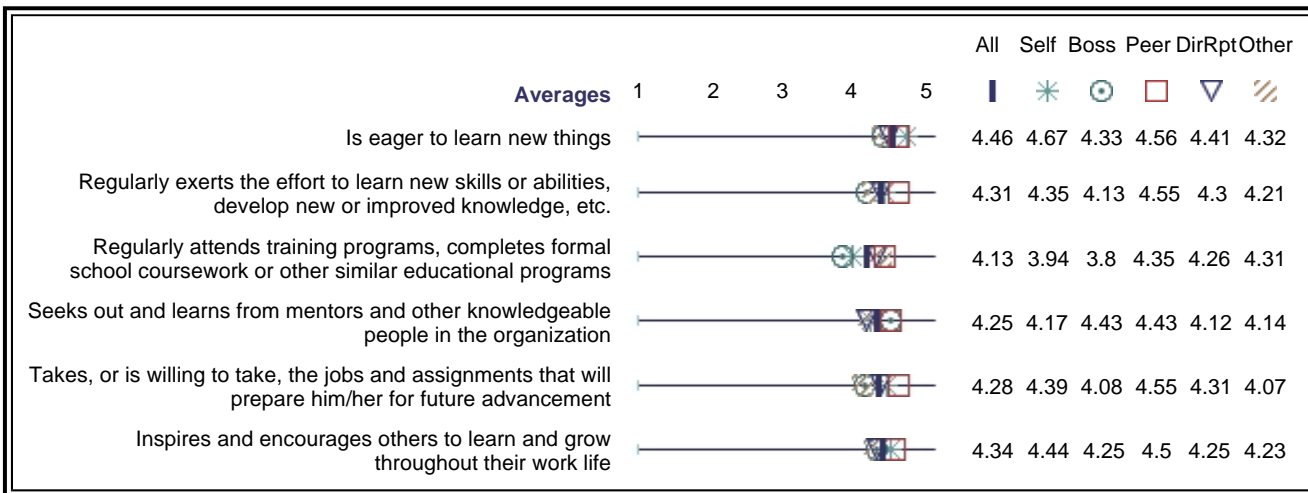 All Self Boss Peer DirRpt Other
Averages 1 2 3 4 5
Is eager to learn new things 4.46 4.67 4.33 4.56 4.41 4.32
Regularly exerts the effort to learn new skills or abilities,
develop new or improved knowledge, etc. 4.31 4.35 4.13 4.55 4.3 4.21
Regularly attends training programs, completes formal
school coursework or other similar educational programs 4.13 3.94 3.8 4.35 4.26 4.31
Seeks out and learns from mentors and other knowledgeable
people in the organization 4.25 4.17 4.43 4.43 4.12 4.14
Takes, or is willing to take, the jobs and assignments that will
prepare him/her for future advancement 4.28 4.39 4.08 4.55 4.31 4.07
Inspires and encourages others to learn and grow
throughout their work life 4.34 4.44 4.25 4.5 4.25 4.23